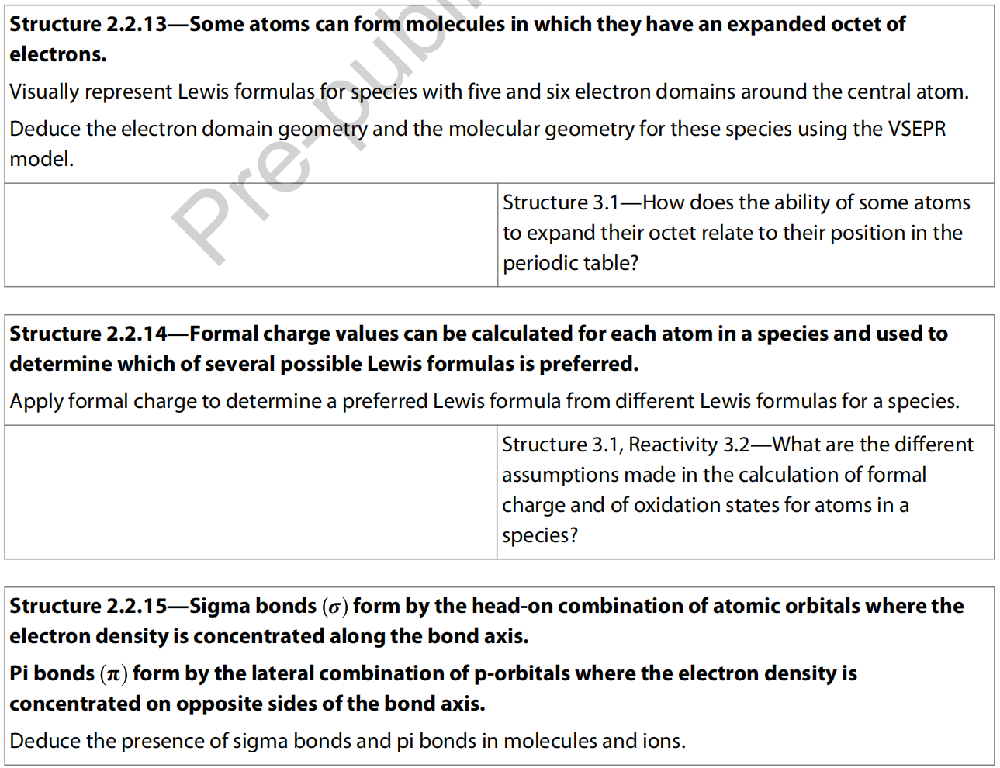 Structure 2.2.13—Some atoms can form molecules in which they have an expanded octet of
electrons.
Visually represent Lewis formulas for species with five and six electron domains around the central atom.
Deduce the electron domain geometry and the molecular geometry for these species using the VSEPR
model.
Structure 3.1—How does the ability of some atoms
to expand their octet relate to their position in the
periodic table?
Structure 2.2.14—Formal charge values can be calculated for each atom in a species and used to
determine which of several possible Lewis formulas is preferred.
Apply formal charge to determine a preferred Lewis formula from different Lewis formulas for a species.
Structure 3.1, Reactivity 3.2—What are the different
assumptions made in the calculation of formal
charge and of oxidation states for atoms in a
species?
Structure 2.2.15—Sigma bonds (σ) form by the head-on combination of atomic orbitals where the
electron density is concentrated along the bond axis.
Pi bonds (π) form by the lateral combination of p-orbitals where the electron density is
concentrated on opposite sides of the bond axis.
Deduce the presence of sigma bonds and pi bonds in molecules and ions.